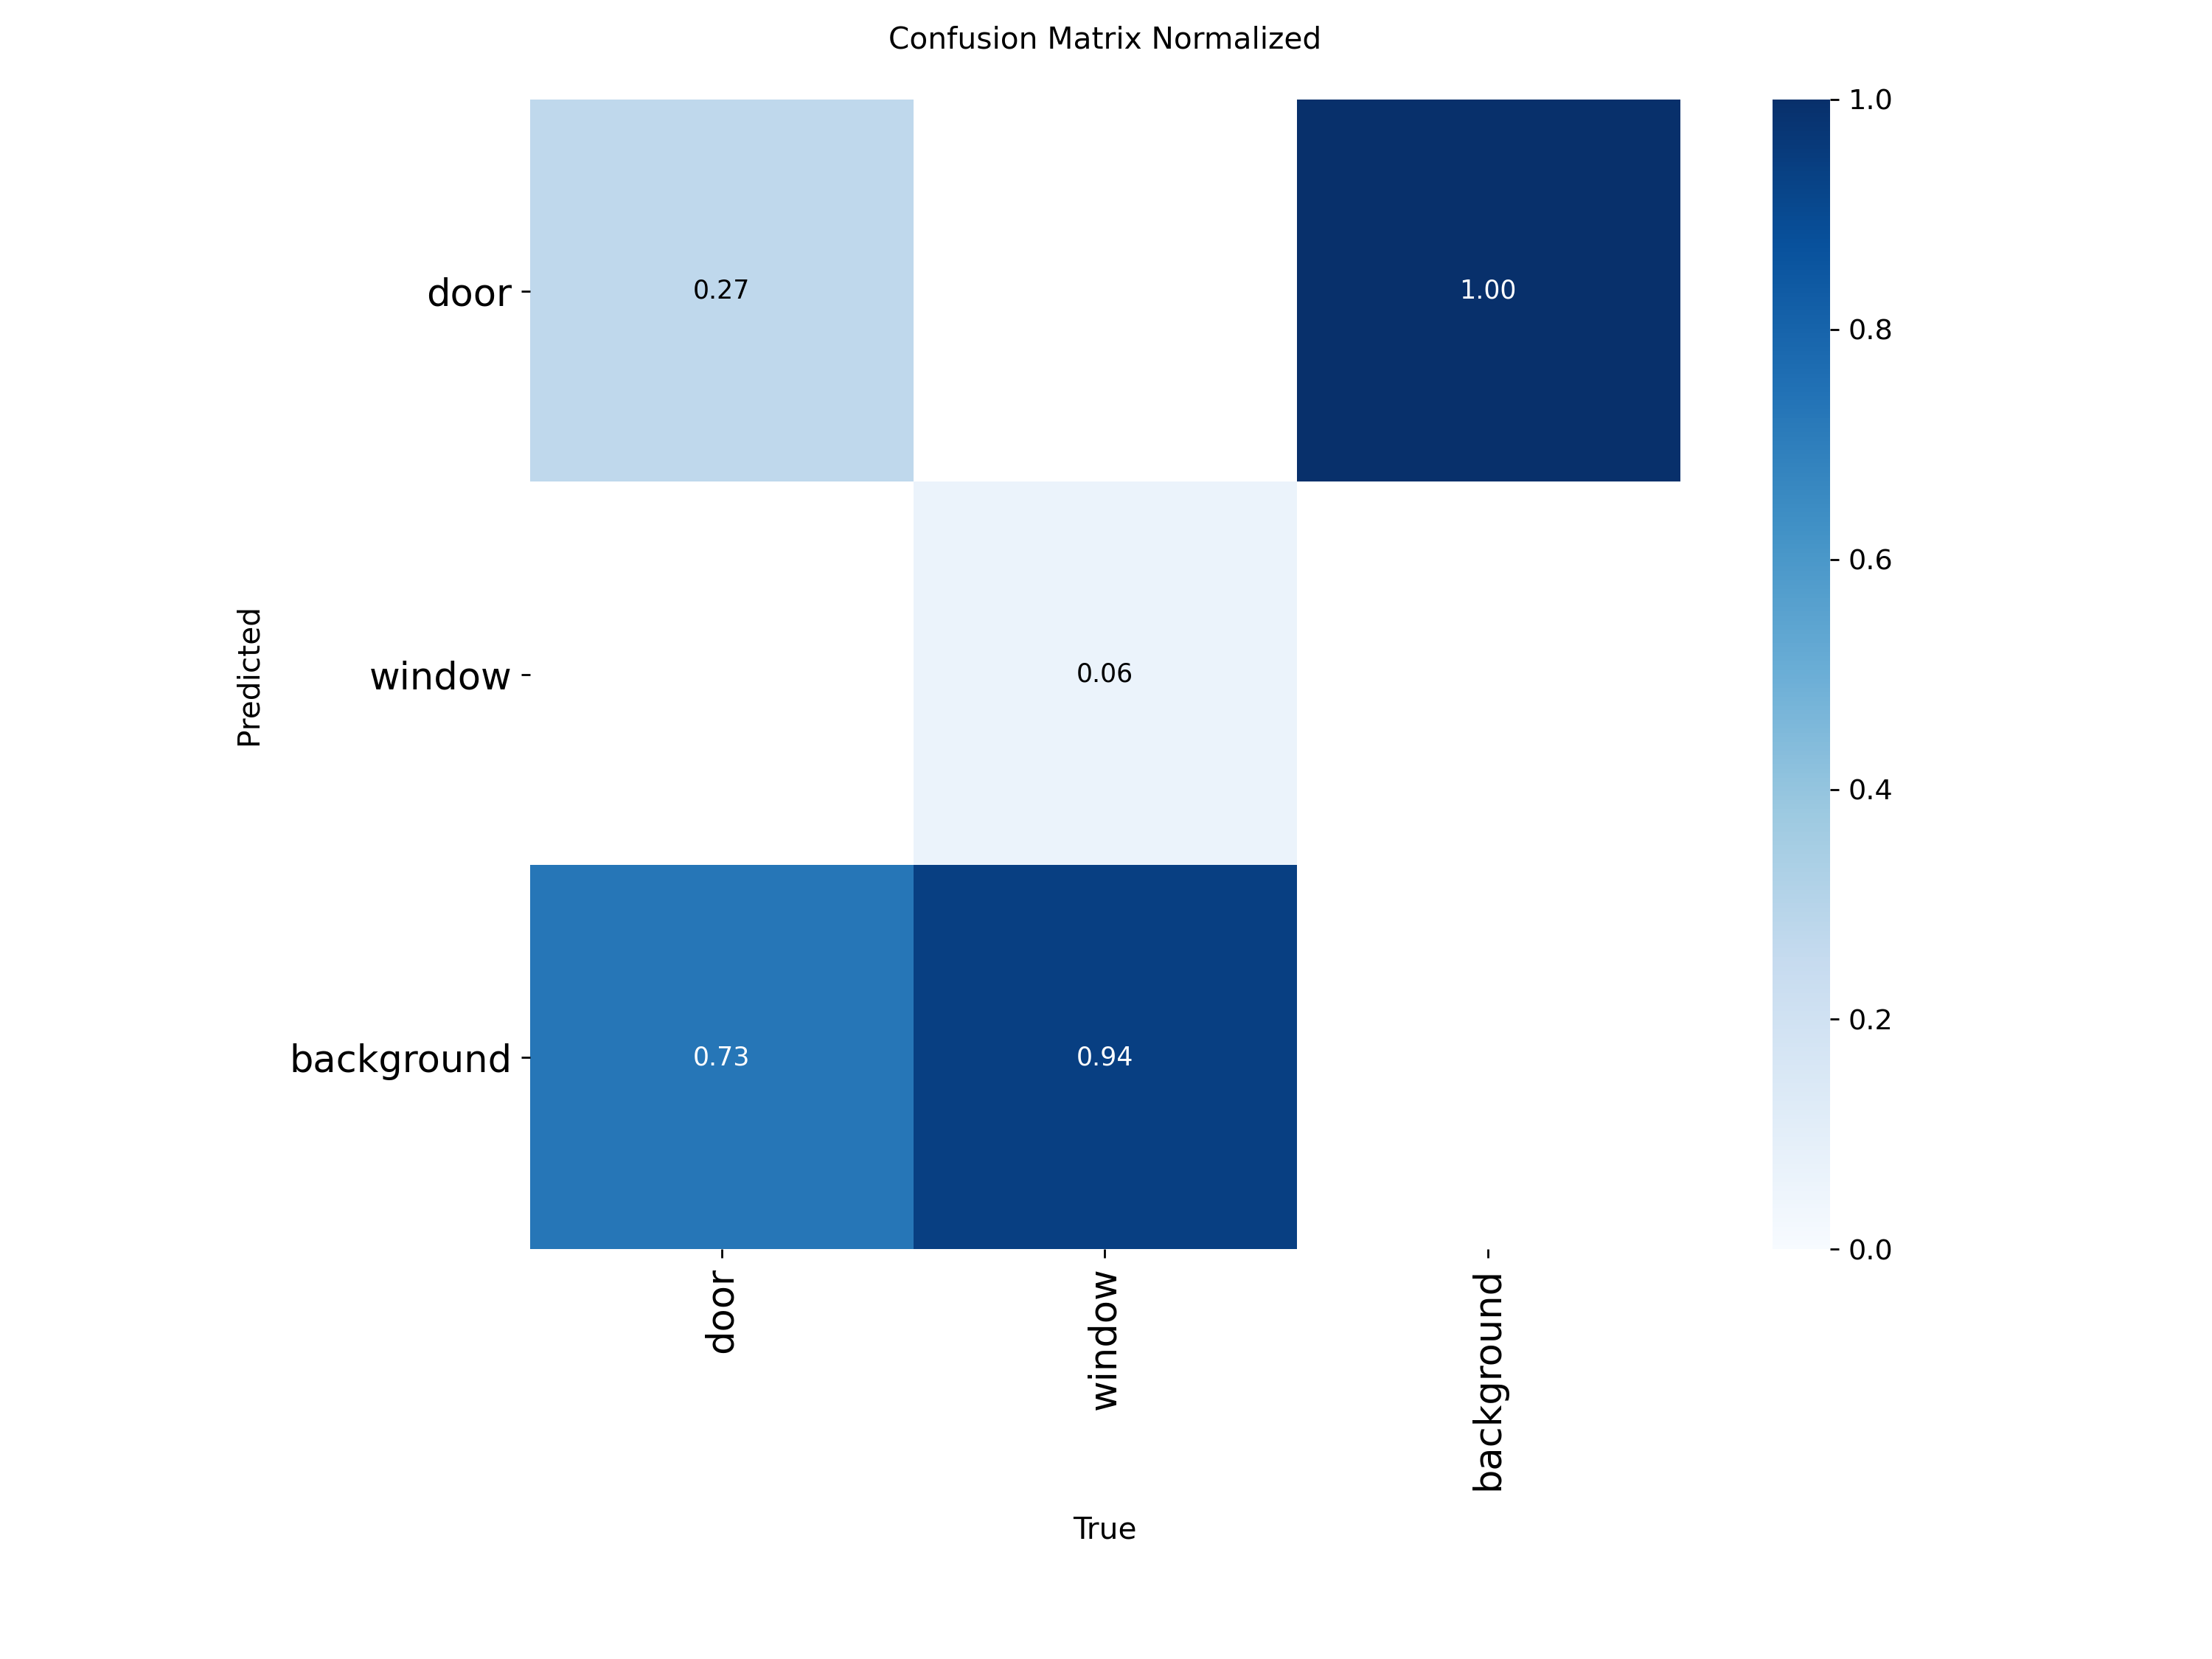 Confusion Matrix Normalized
door
0.27
1.00
window
0.06
background
0.73
0.94
Predicted
door
window
background
True
1.0
0.8
0.6
0.4
0.2
0.0